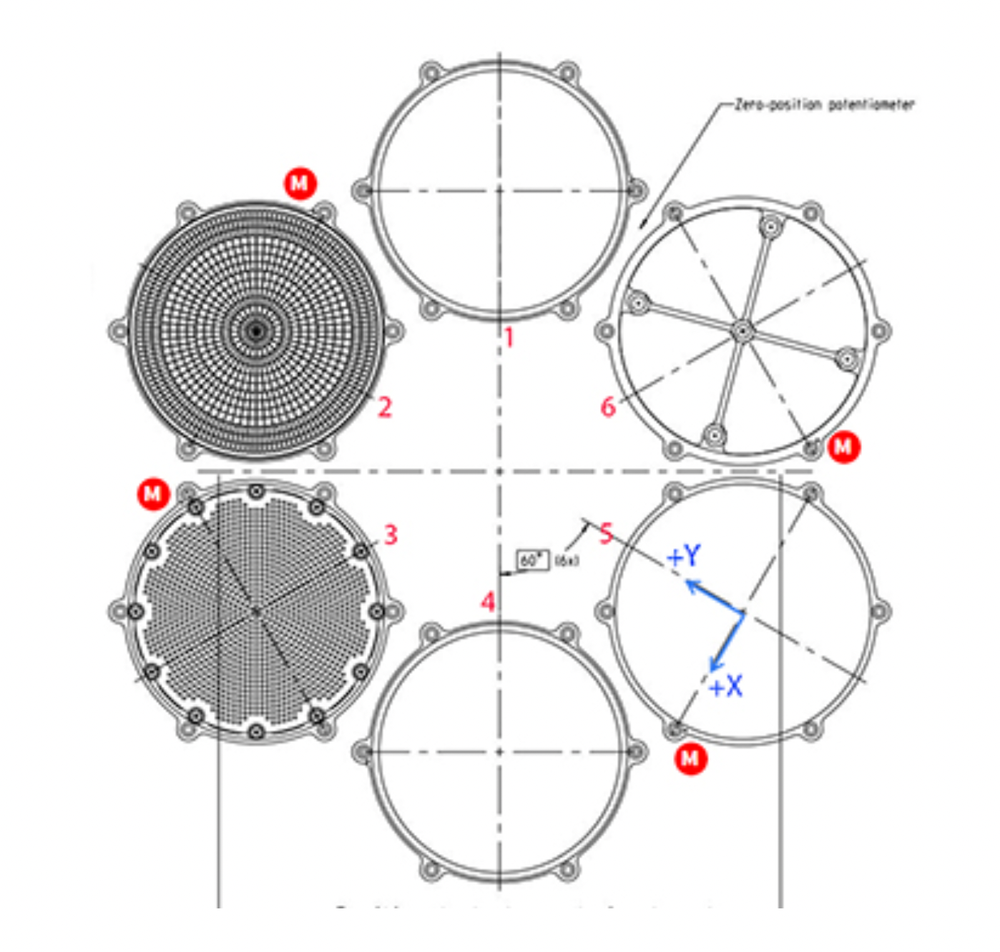 Zero-position potentiometer
M
1
2
6
M
M
3
5
60° (6x)
+Y
4
+X
M